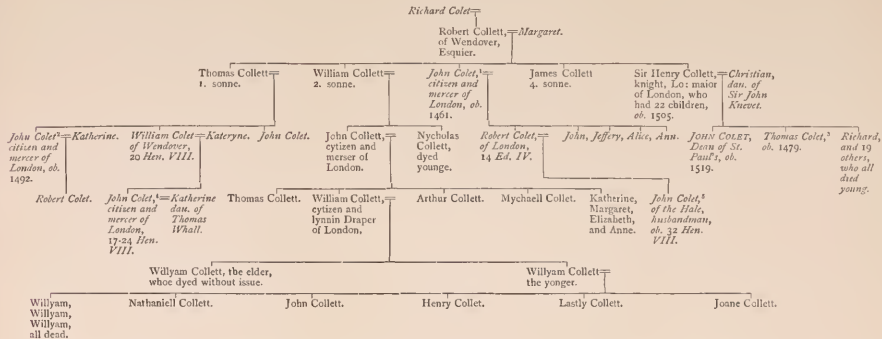 Richard Colet
Robert Collett,
of Wendover,
Esquier.
Margaret.
Thomas Collett
1. sonne.
William Collett
2. sonne.
John Colet,¹
citizen and
mercer of
London, ob.
1461.
James Collett
4. sonne.
Sir Henry Collett,
knight, Lo: maior
of London, who
had 22 children,
ob. 1505.
Christian,
dau. of
Sir John
Knevet.
John Colet²
citizen and
mercer of
London, ob.
1492.
Katherine.
William Colet
of Wendover,
20 Hen. VIII.
Kateryne.
John Colet.
John Collett,
cytizen and
merser of
London.
Nycholas
Collett,
dyed
younge.
Robert Colet,
of London,
14 Ed. IV.
John, Jeffery, Alice, Ann.
JOHN COLET,
Dean of St.
Paul's, ob.
1519.
Thomas Colet,³
ob. 1479.
Richard,
and 19
others,
who all
died
young.
Robert Colet.
John Colet,⁴
citizen and
mercer of
London,
17-24 Hen.
VIII.
Katherine
dau. of
Thomas
Whall.
Thomas Collett.
William Collett,
cytizen and
lynnin Draper
of London.
Arthur Collett.
Mychaell Collet.
Katherine,
Margaret,
Elizabeth,
and Anne.
John Colet,⁵
of the Hale,
husbandman,
ob. 32 Hen.
VIII.
Willyam Collett, the elder,
whoe dyed without issue.
Willyam Collett
the yonger.
Willyam,
Willyam,
Willyam,
all dead.
Nathaniell Collett.
John Collett.
Henry Collet.
Lastly Collett.
Joane Collett.